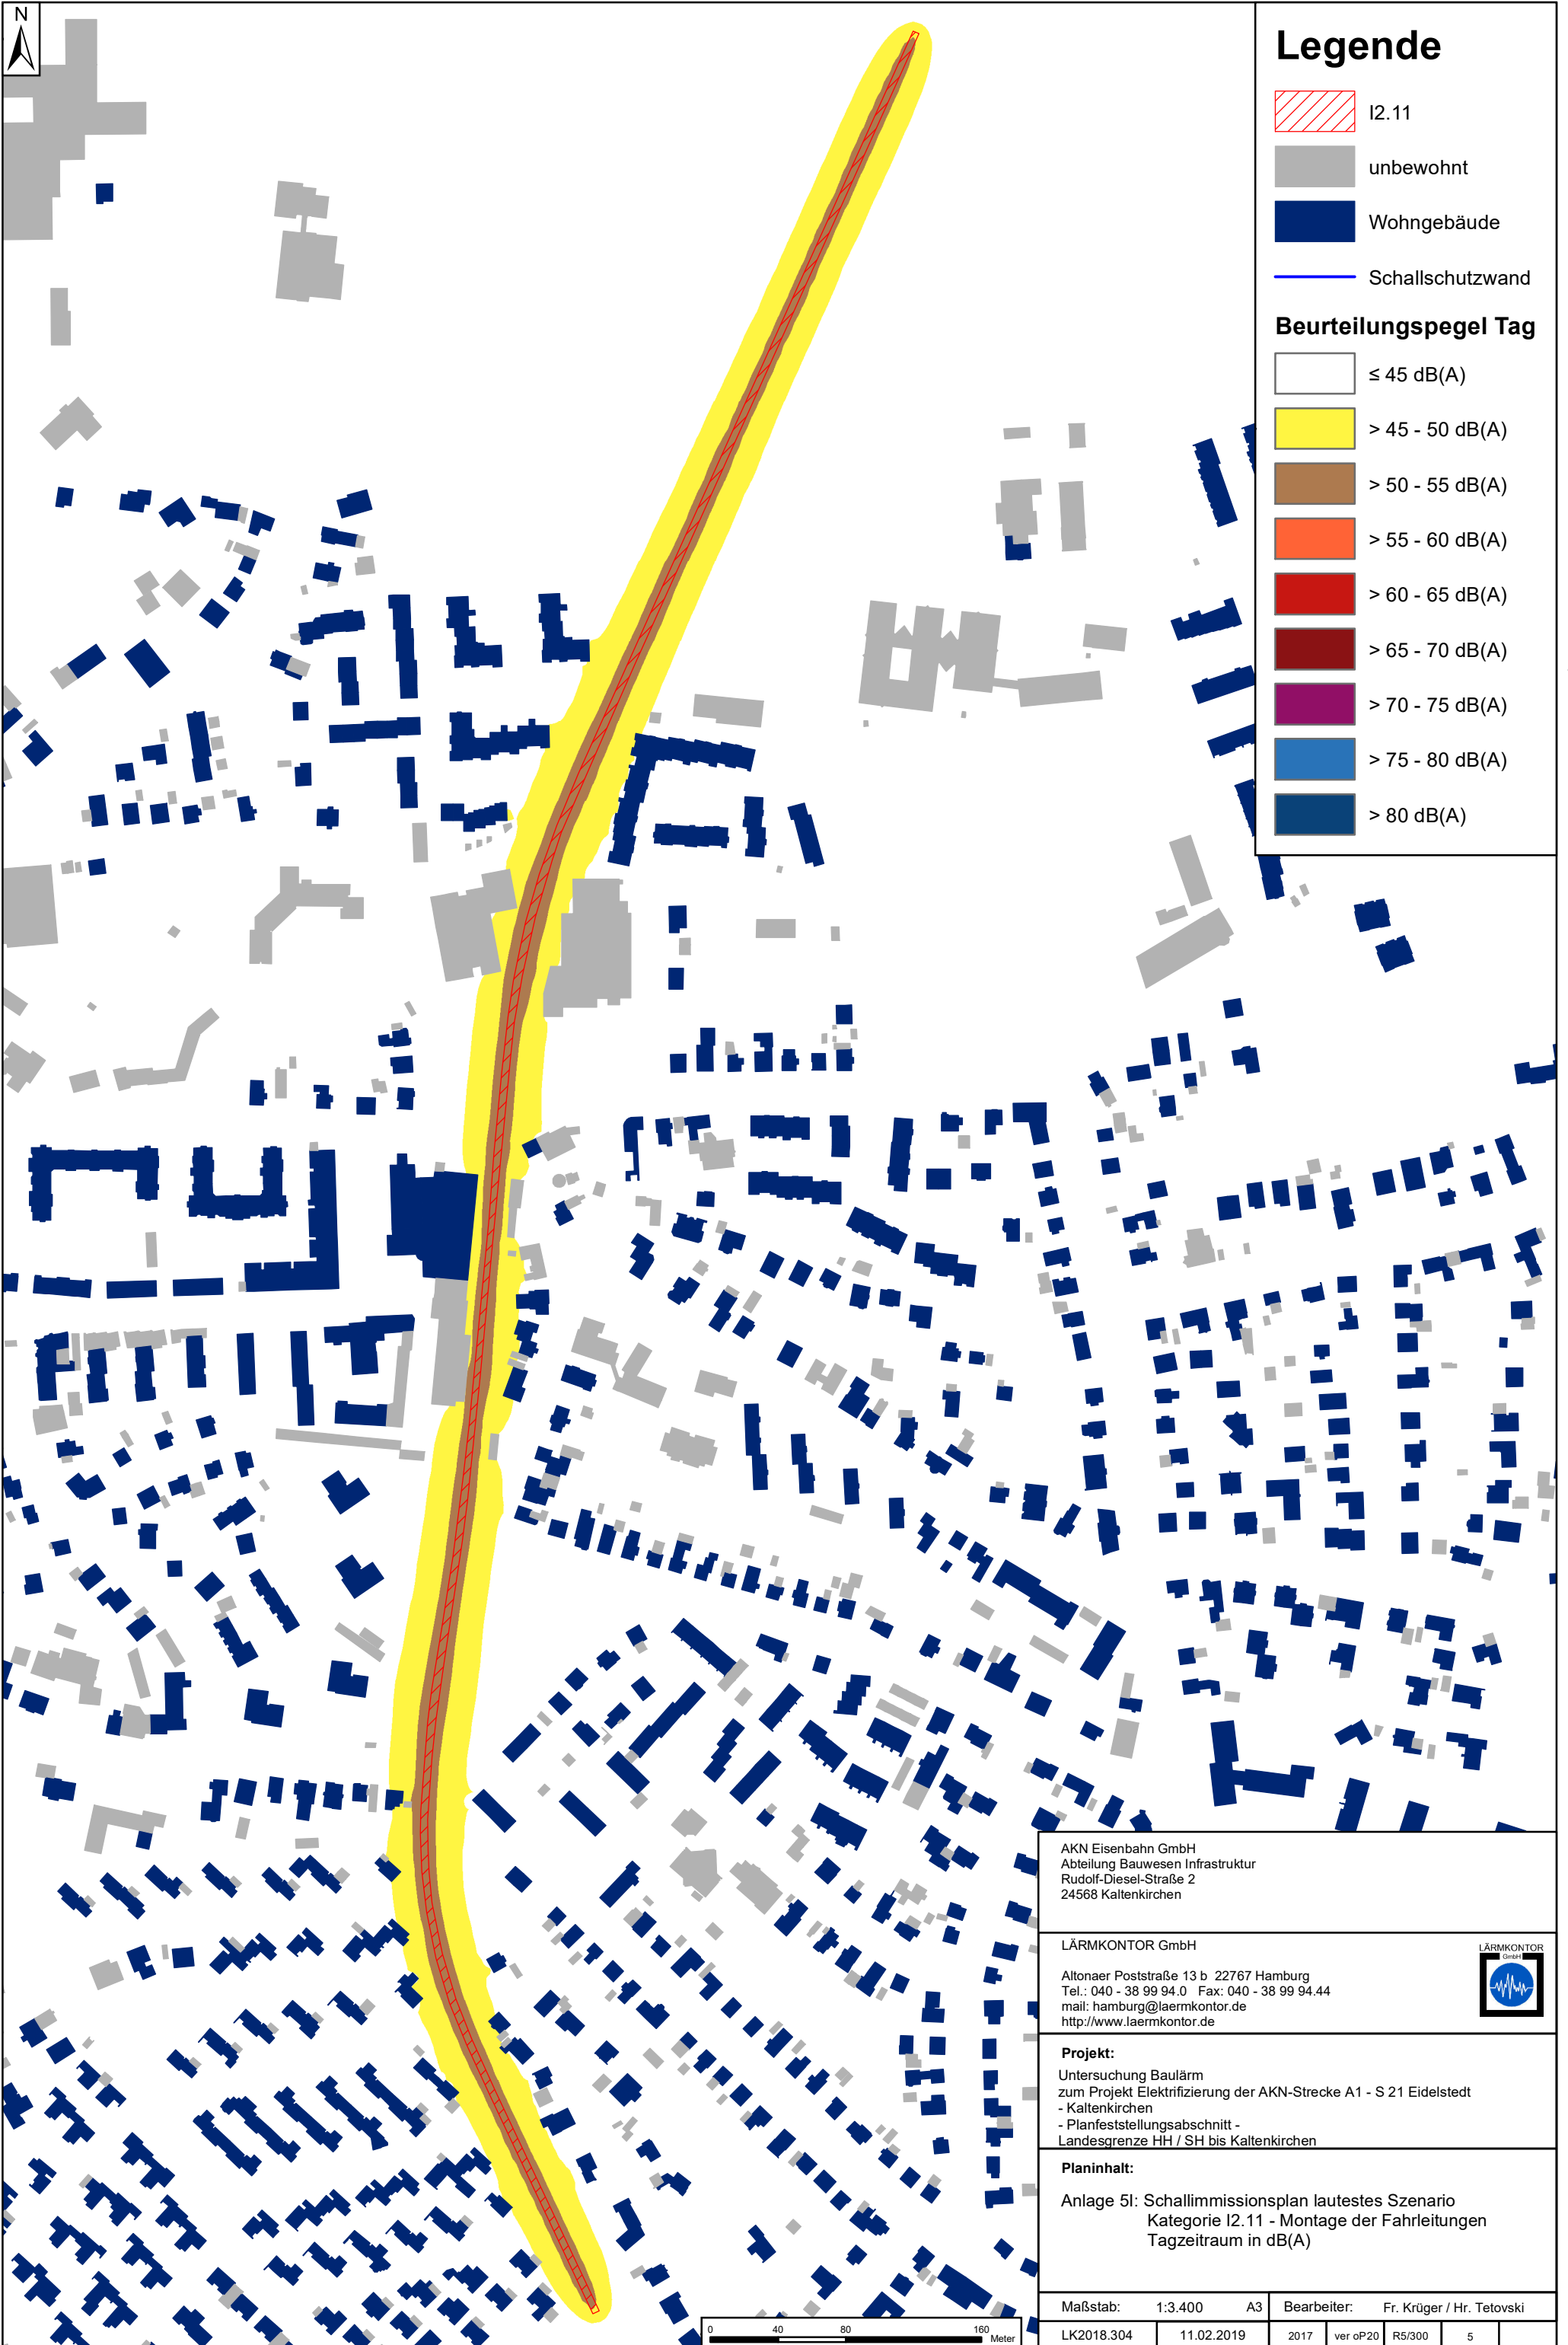 N
Legende
I2.11
unbewohnt
Wohngebäude
Schallschutzwand
Beurteilungspegel Tag
≤ 45 dB(A)
> 45 - 50 dB(A)
> 50 - 55 dB(A)
> 55 - 60 dB(A)
> 60 - 65 dB(A)
> 65 - 70 dB(A)
> 70 - 75 dB(A)
> 75 - 80 dB(A)
> 80 dB(A)
AKN Eisenbahn GmbH
Abteilung Bauwesen Infrastruktur
Rudolf-Diesel-Straße 2
24568 Kaltenkirchen
LÄRMKONTOR GmbH
Altonaer Poststraße 13 b 22767 Hamburg
Tel.: 040 - 38 99 94.0 Fax: 040 - 38 99 94.44
mail: hamburg@laermkontor.de
http://www.laermkontor.de
LÄRMKONTOR
GmbH
Projekt:
Untersuchung Baulärm
zum Projekt Elektrifizierung der AKN-Strecke A1 - S 21 Eidelstedt
- Kaltenkirchen
- Planfeststellungsabschnitt -
Landesgrenze HH / SH bis Kaltenkirchen
Planinhalt:
Anlage 5I: Schallimmissionsplan lautestes Szenario
Kategorie I2.11 - Montage der Fahrleitungen
Tagzeitraum in dB(A)
Maßstab: 1:3.400 A3 Bearbeiter: Fr. Krüger / Hr. Tetovski
LK2018.304 11.02.2019 2017 ver oP20 R5/300 5
0 40 80 160
Meter